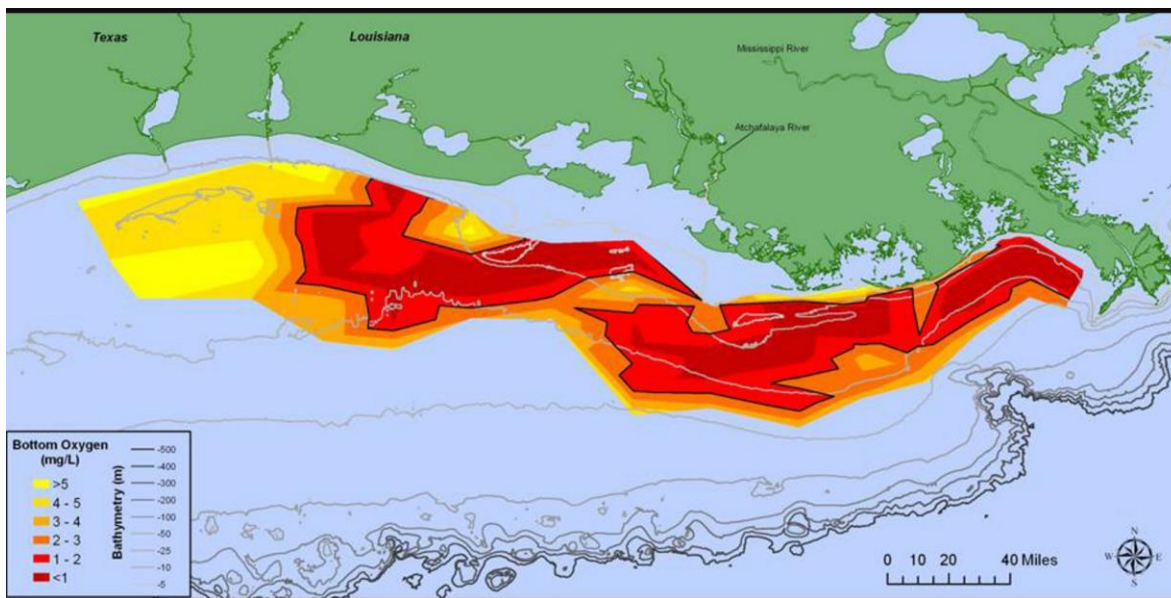 Texas
Louisiana
Mississippi River
Atchafalaya River
Bottom Oxygen
(mg/L)
>5
4 - 5
3 - 4
2 - 3
1 - 2
<1
Bathymetry (m)
-500
-400
-300
-200
-100
-50
-25
-10
-5
0 10 20 40 Miles
N
W E
S